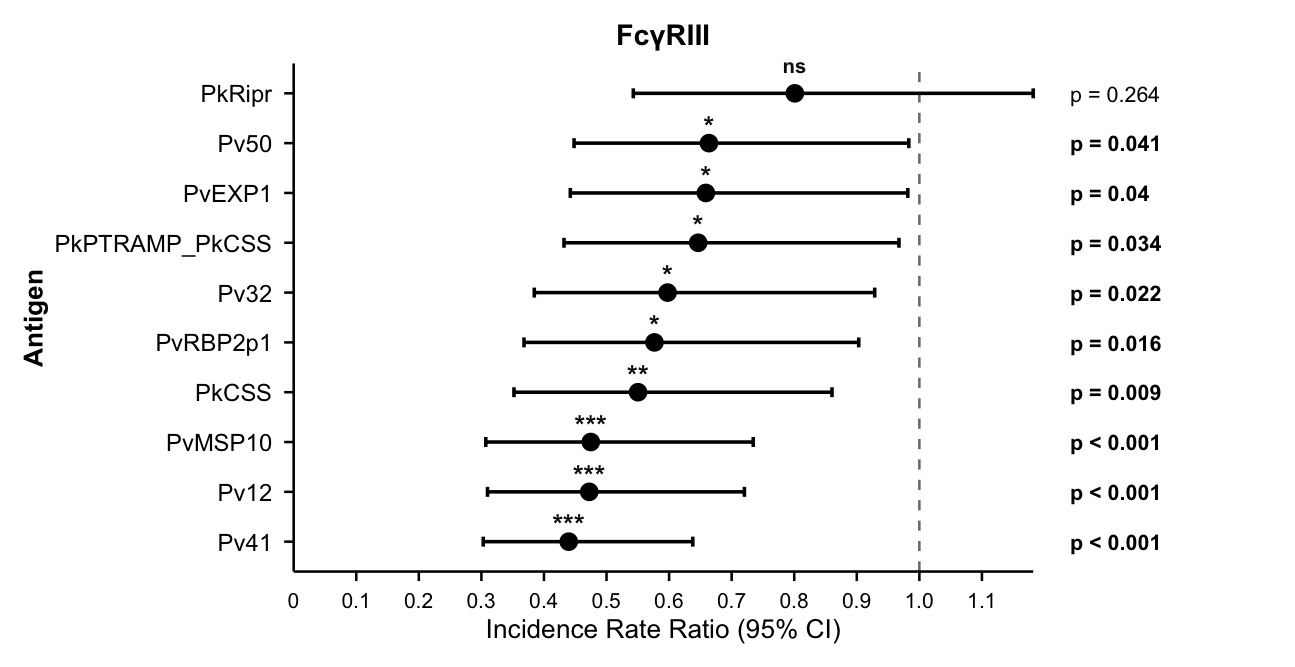 FcγRIII
Antigen
PkRipr
ns
p = 0.264
Pv50
*
p = 0.041
PvEXP1
*
p = 0.04
PkPTRAMP_PkCSS
*
p = 0.034
Pv32
*
p = 0.022
PvRBP2p1
*
p = 0.016
PkCSS
**
p = 0.009
PvMSP10
***
p < 0.001
Pv12
***
p < 0.001
Pv41
***
p < 0.001
0 0.1 0.2 0.3 0.4 0.5 0.6 0.7 0.8 0.9 1.0 1.1
Incidence Rate Ratio (95% CI)